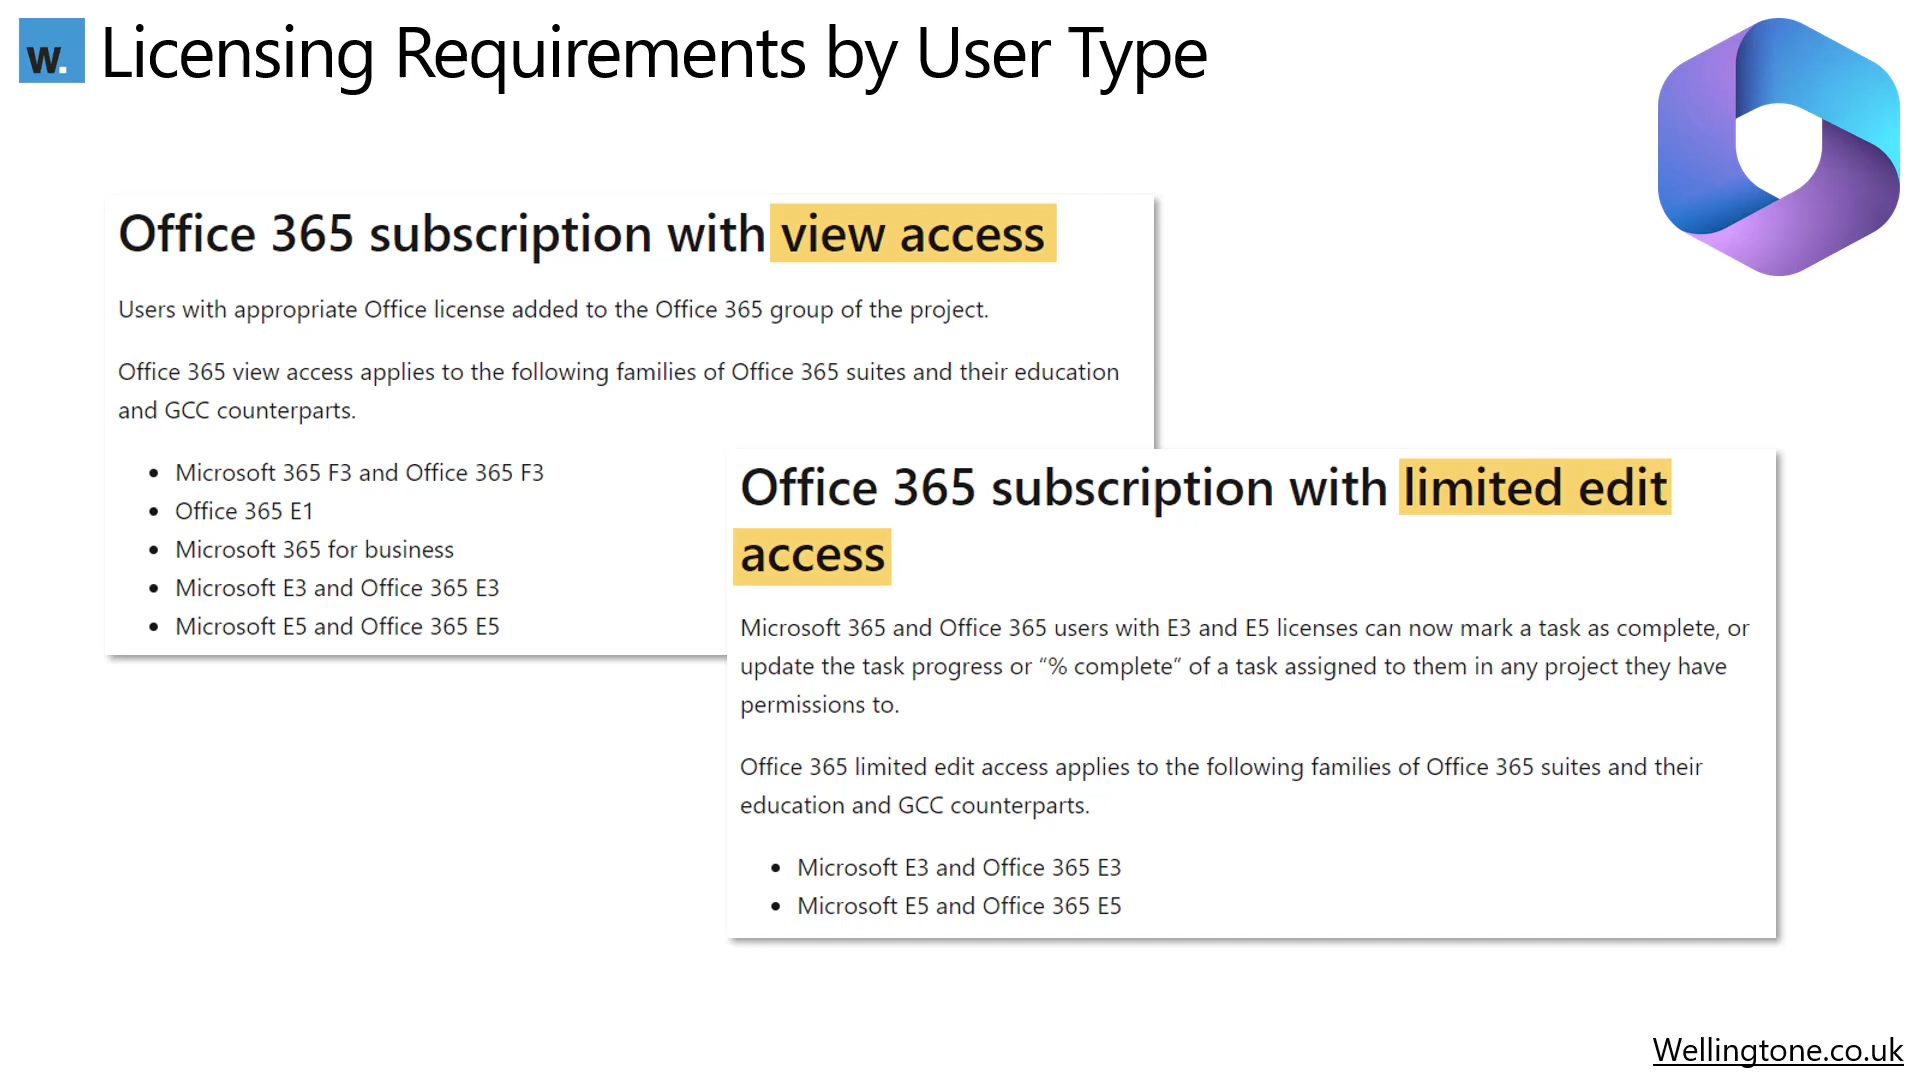 w. Licensing Requirements by User Type
Office 365 subscription with view access
Users with appropriate Office license added to the Office 365 group of the project.
Office 365 view access applies to the following families of Office 365 suites and their education
and GCC counterparts.
• Microsoft 365 F3 and Office 365 F3
• Office 365 E1
• Microsoft 365 for business
• Microsoft E3 and Office 365 E3
• Microsoft E5 and Office 365 E5
Office 365 subscription with limited edit
access
Microsoft 365 and Office 365 users with E3 and E5 licenses can now mark a task as complete, or
update the task progress or “% complete” of a task assigned to them in any project they have
permissions to.
Office 365 limited edit access applies to the following families of Office 365 suites and their
education and GCC counterparts.
• Microsoft E3 and Office 365 E3
• Microsoft E5 and Office 365 E5
Wellingtone.co.uk